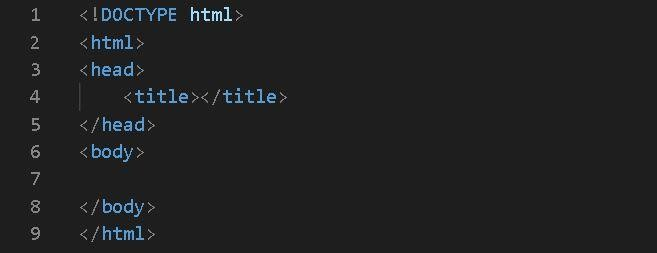 1 <!DOCTYPE html>
2 <html>
3 <head>
4     <title></title>
5 </head>
6 <body>
7
8 </body>
9 </html>